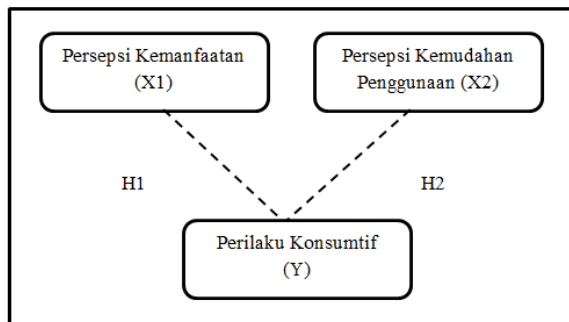 Persepsi Kemanfaatan
(X1)
Persepsi Kemudahan
Penggunaan (X2)
H1
H2
Perilaku Konsumtif
(Y)